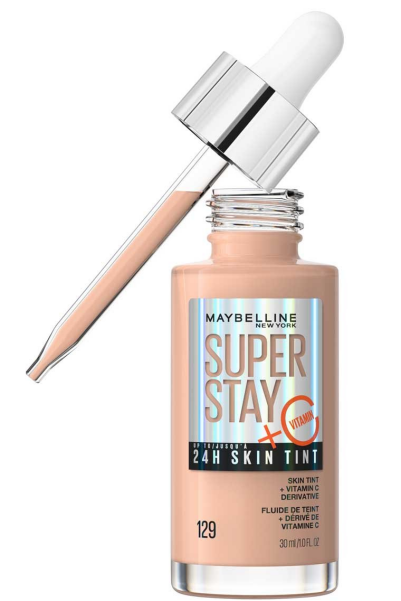 MAYBELLINE
NEW YORK
SUPER
STAY
+C
VITAMIN
UP TO/JUSQU'À
24H SKIN TINT
SKIN TINT
+ VITAMIN C
DERIVATIVE
FLUIDE DE TEINT
+ DÉRIVÉ DE
VITAMINE C
129
30 ml/1.0 FL. OZ